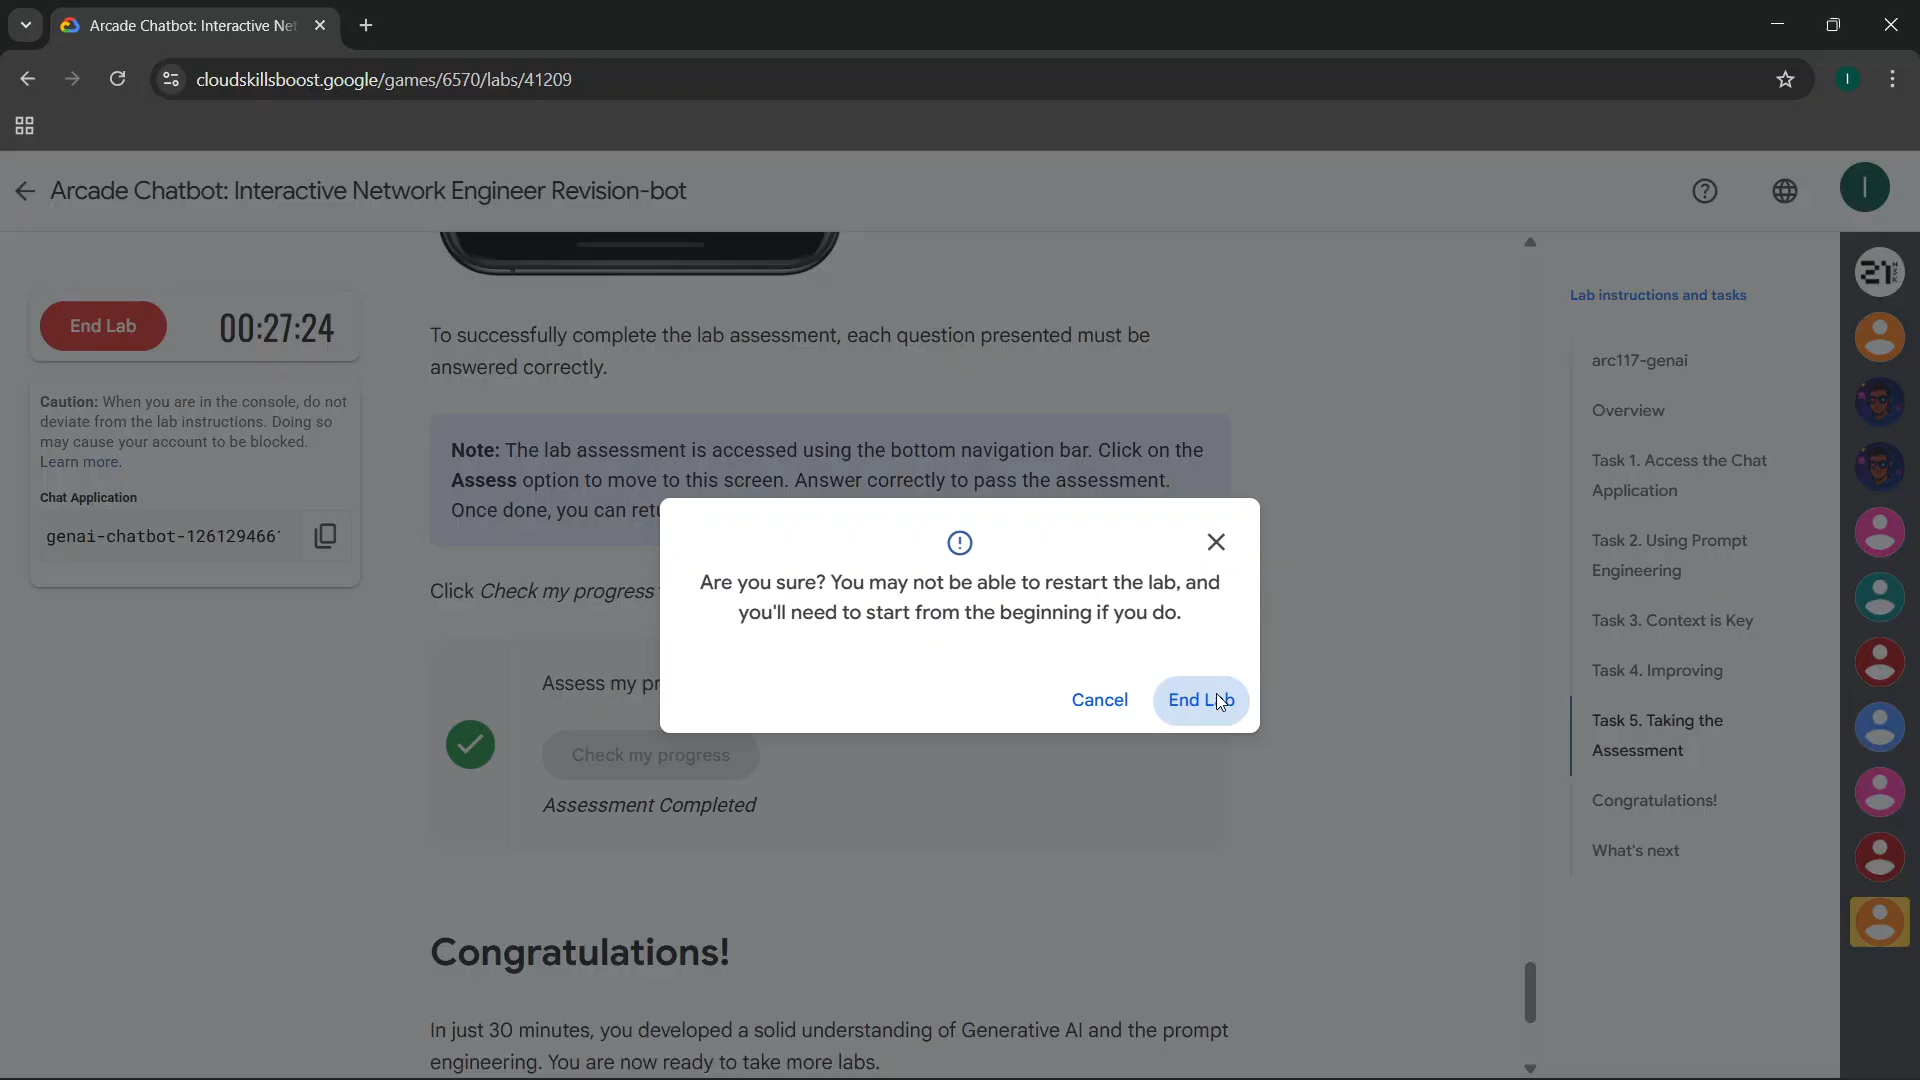 Arcade Chatbot: Interactive Net
cloudskillsboost.google/games/6570/labs/41209
I
Arcade Chatbot: Interactive Network Engineer Revision-bot
I
End Lab
00:27:24
Caution: When you are in the console, do not
deviate from the lab instructions. Doing so
may cause your account to be blocked.
Learn more.
Chat Application
genai-chatbot-126129466
To successfully complete the lab assessment, each question presented must be
answered correctly.
Note: The lab assessment is accessed using the bottom navigation bar. Click on the
Assess option to move to this screen. Answer correctly to pass the assessment.
Once done, you can retu
Click Check my progress
Assess my pr
Check my progress
Assessment Completed
Are you sure? You may not be able to restart the lab, and
you'll need to start from the beginning if you do.
Cancel
End Lab
Congratulations!
In just 30 minutes, you developed a solid understanding of Generative AI and the prompt
engineering. You are now ready to take more labs.
Lab instructions and tasks
arc117-genai
Overview
Task 1. Access the Chat
Application
Task 2. Using Prompt
Engineering
Task 3. Context is Key
Task 4. Improving
Task 5. Taking the
Assessment
Congratulations!
What's next
21